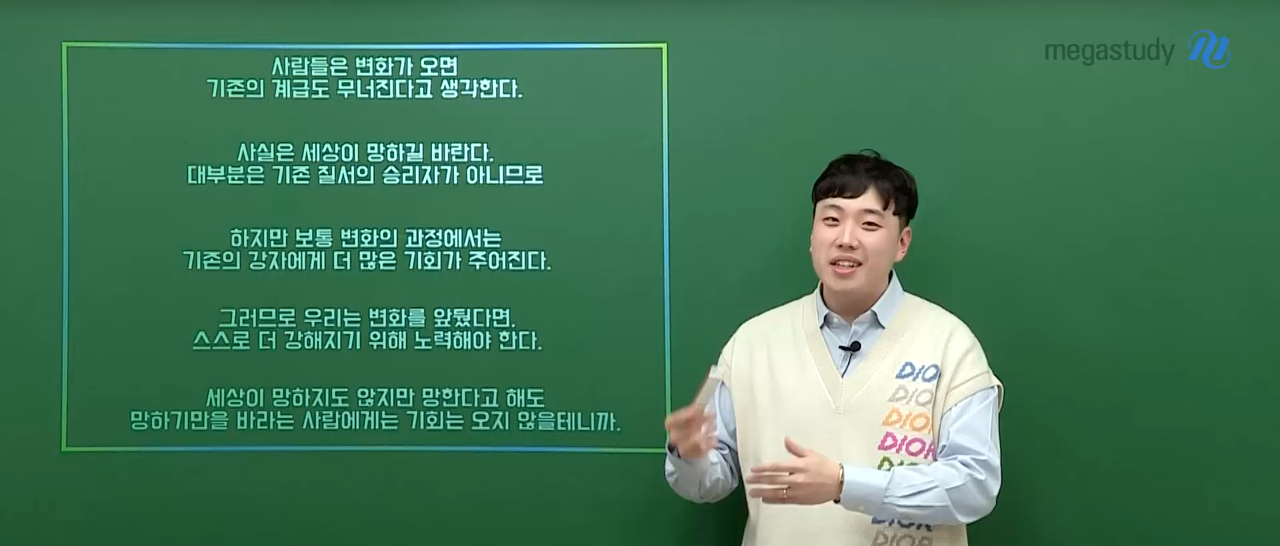 megastudy
사람들은 변화가 오면
기존의 계급도 무너진다고 생각한다.
사실은 세상이 망하길 바란다.
대부분은 기존 질서의 승리자가 아니므로
하지만 보통 변화의 과정에서는
기존의 강자에게 더 많은 기회가 주어진다.
그러므로 우리는 변화를 앞뒀다면,
스스로 더 강해지기 위해 노력해야 한다.
세상이 망하지도 않지만 망한다고 해도
망하기만을 바라는 사람에게는 기회는 오지 않을테니까.
DIO
DIO
DIOR
DIOR
DIOR
DIOR
DIOR